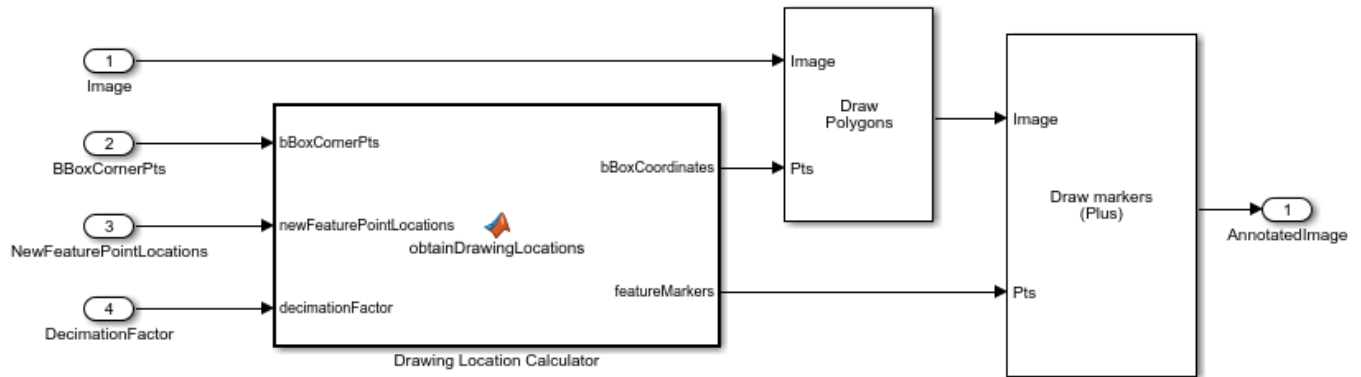 1
Image
2
BBoxCornerPts
3
NewFeaturePointLocations
4
DecimationFactor
bBoxCornerPts
newFeaturePointLocations
decimationFactor
obtainDrawingLocations
bBoxCoordinates
featureMarkers
Drawing Location Calculator
Image
Draw
Polygons
Pts
Image
Draw markers
(Plus)
Pts
1
AnnotatedImage